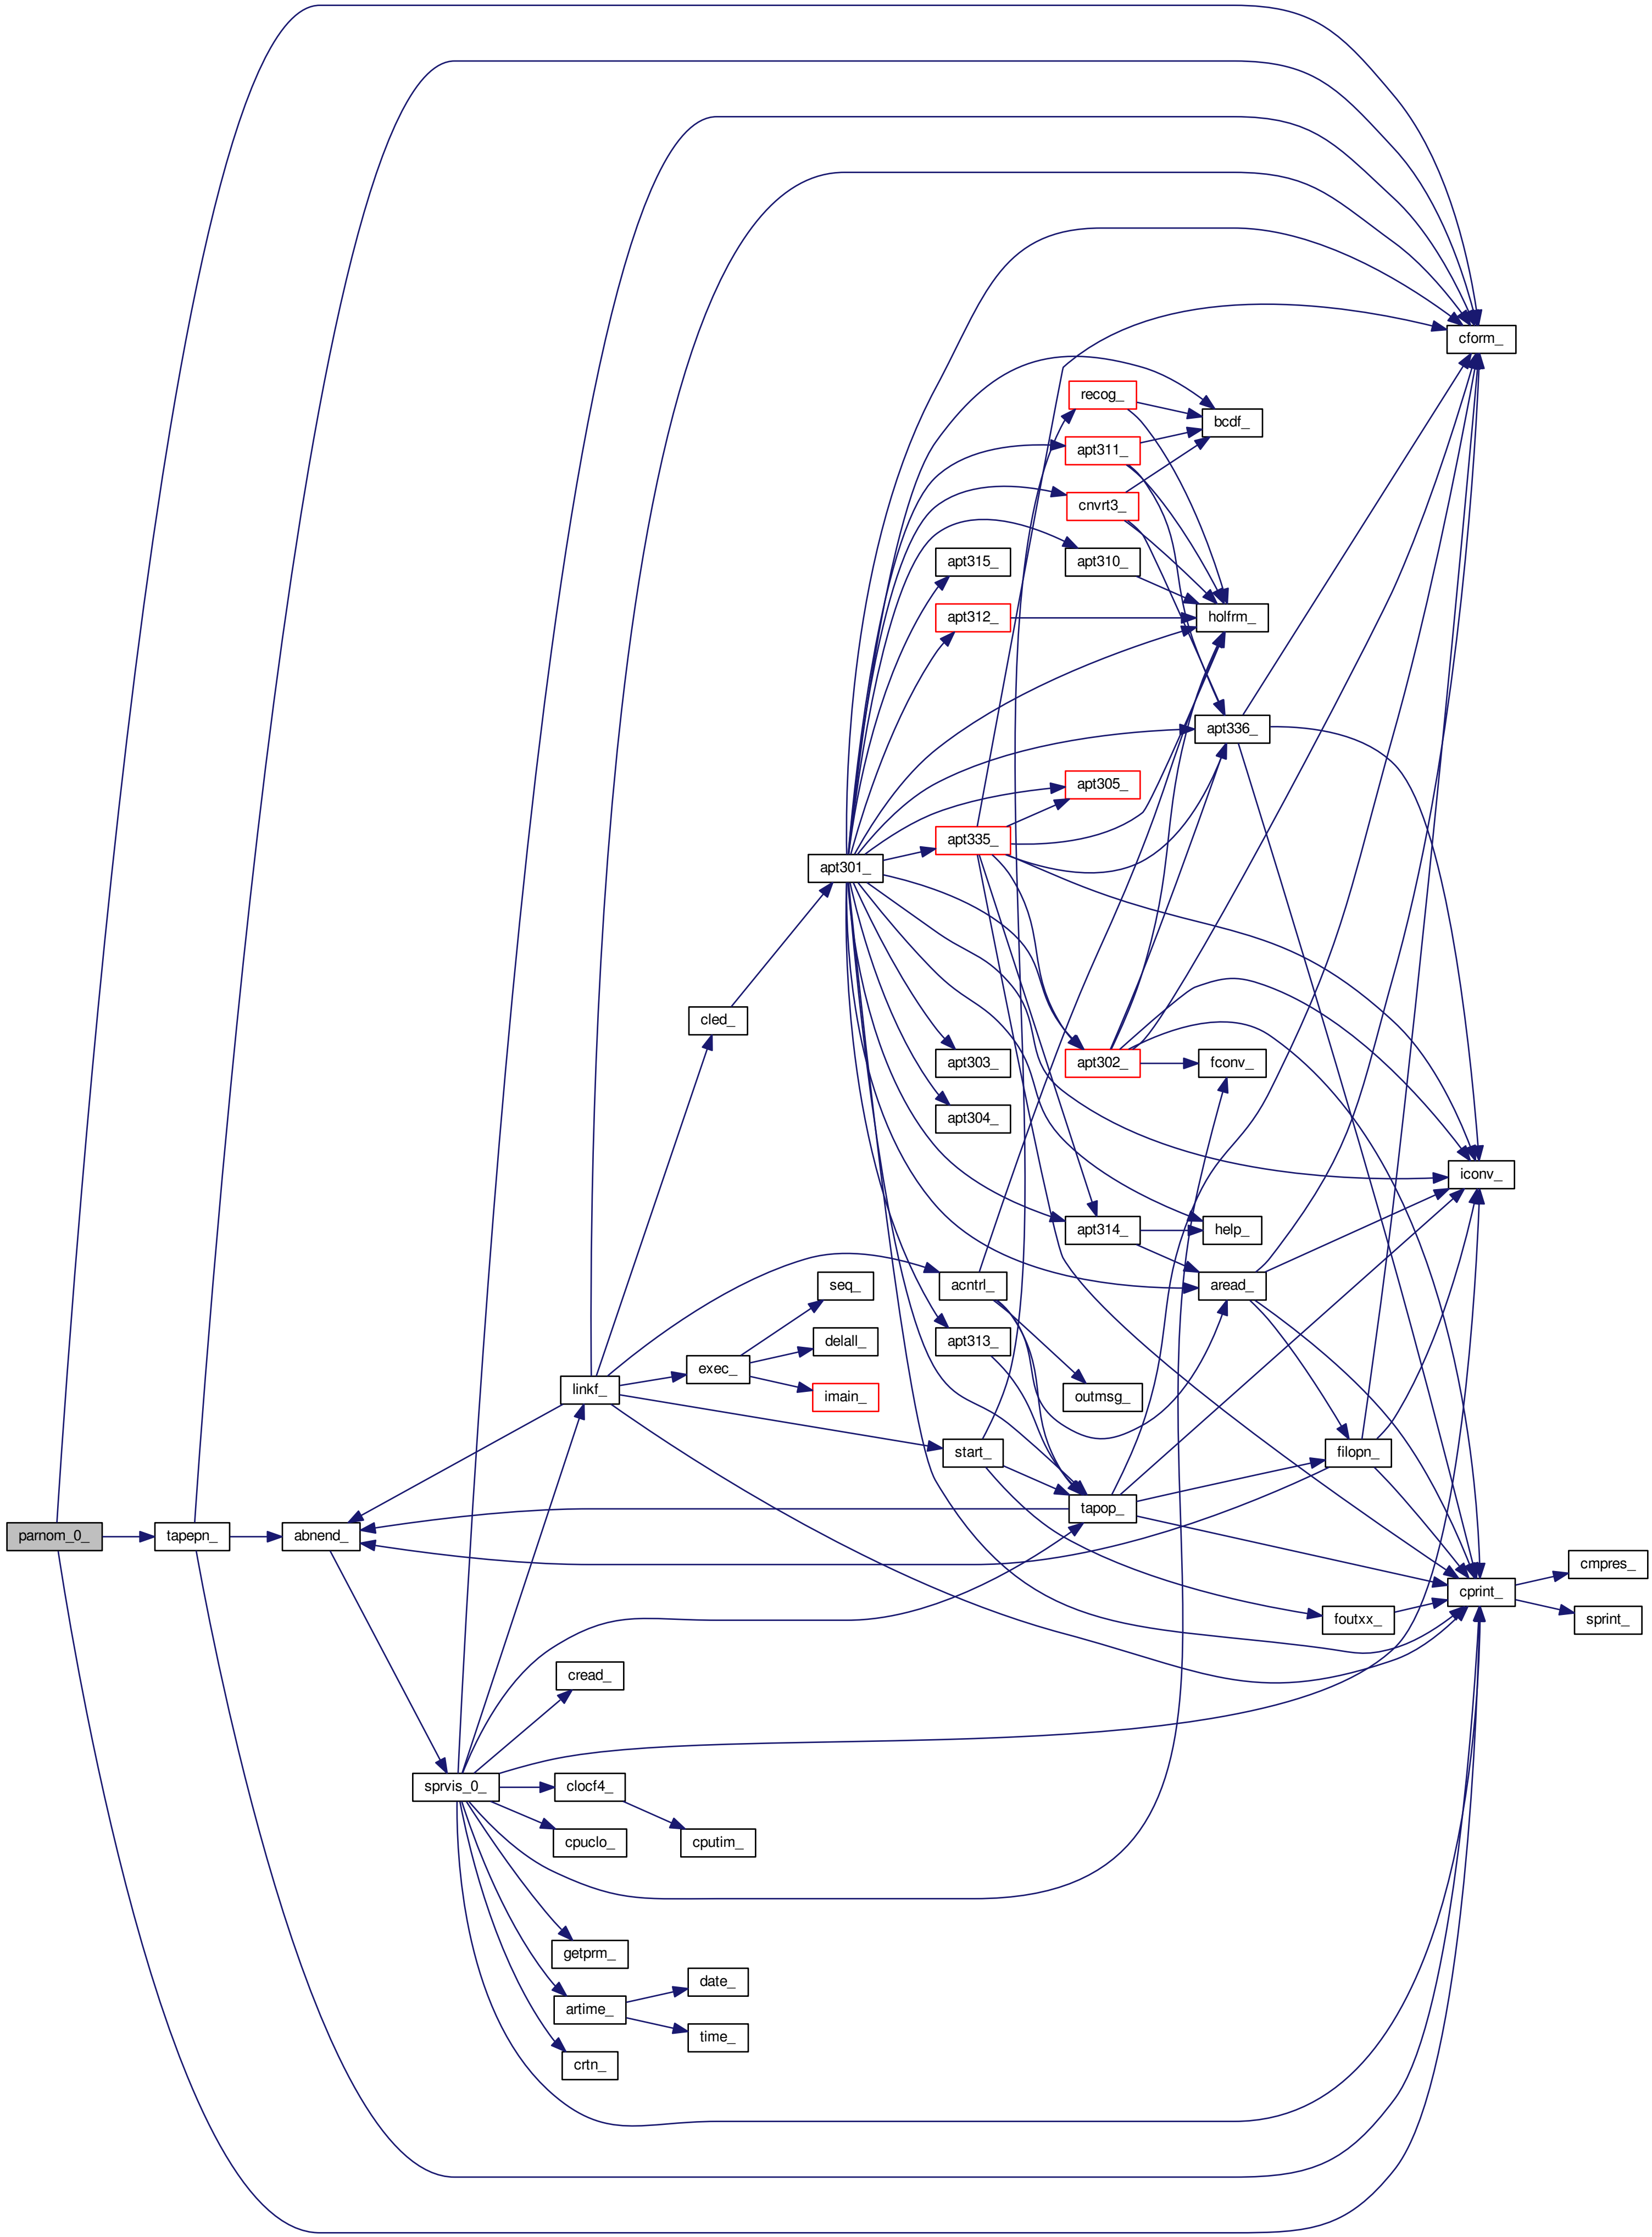 cform_
recog_
bcdf_
apt311_
cnvrt3_
apt315_
apt310_
apt312_
holfrm_
apt336_
apt305_
apt335_
apt301_
cled_
apt303_
apt302_
fconv_
apt304_
iconv_
apt314_
help_
seq_
acntrl_
aread_
delall_
apt313_
exec_
linkf_
imain_
outmsg_
start_
filopn_
tapop_
parnom_0_
tapepn_
abnend_
cmpres_
cprint_
foutxx_
sprint_
cread_
sprvis_0_
clocf4_
cpuclo_
cputim_
getprm_
date_
artime_
time_
crtn_